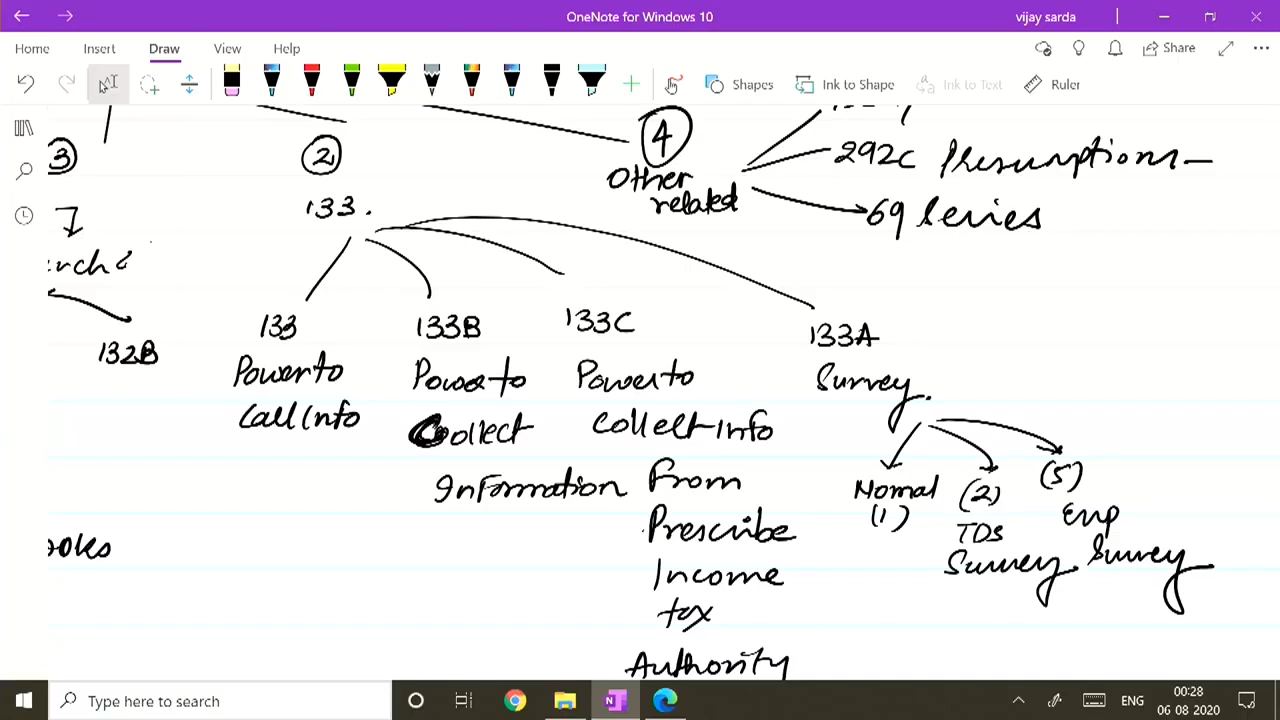 OneNote for Windows 10
vijay sarda
Home
Insert
Draw
View
Help
Share
Shapes
Ink to Shape
Ink to Text
Ruler
3
2
4
133.
Other
related
292C Presumptions
69 Series
132B
133
Power to
Call Info
133B
Power to
Collect
Information
133C
Power to
Collect Info
From
Prescribe
Income
tax
Authority
133A
Survey.
Normal
(1)
(2)
TDS
Survey
(5)
Enq
Survey
ooks
Type here to search
ENG
00:28
06-08-2020